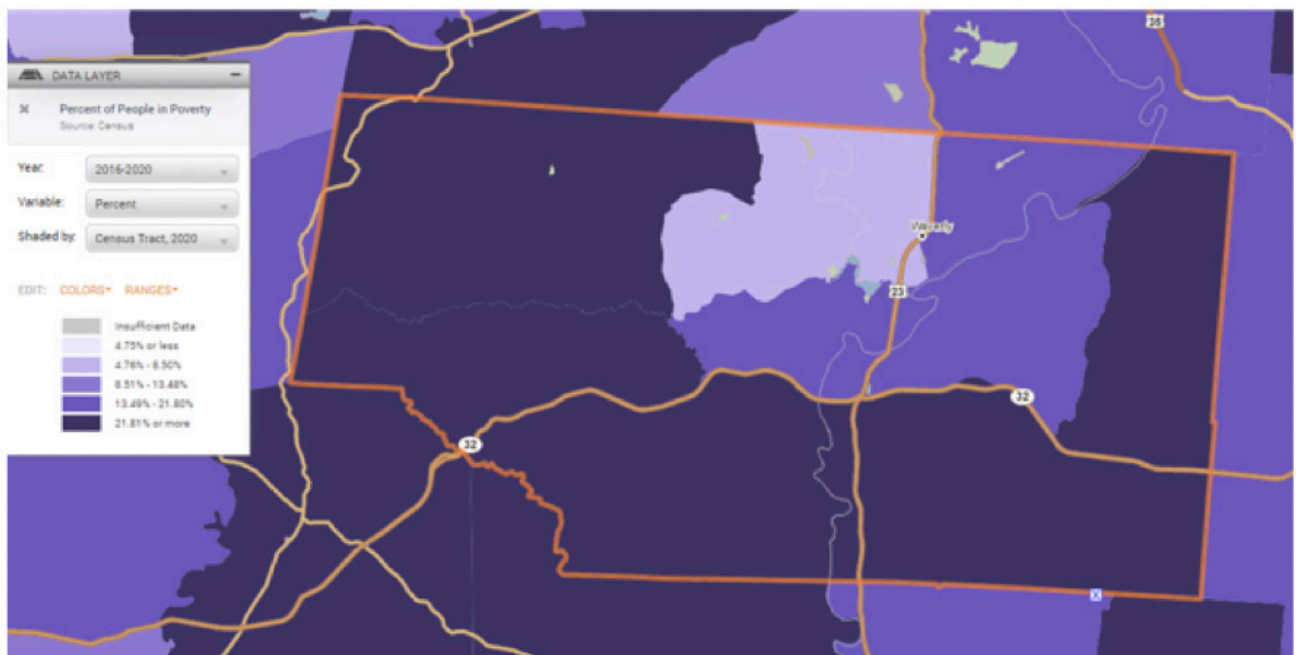 DATA LAYER
Percent of People in Poverty
Source: Census
Year: 2016-2020
Variable: Percent
Shaded by: Census Tract, 2020
EDIT: COLORS RANGES
Insufficient Data
4.75% or less
4.76% - 8.50%
8.51% - 13.48%
13.49% - 21.80%
21.81% or more
35
Waverly
23
32
32